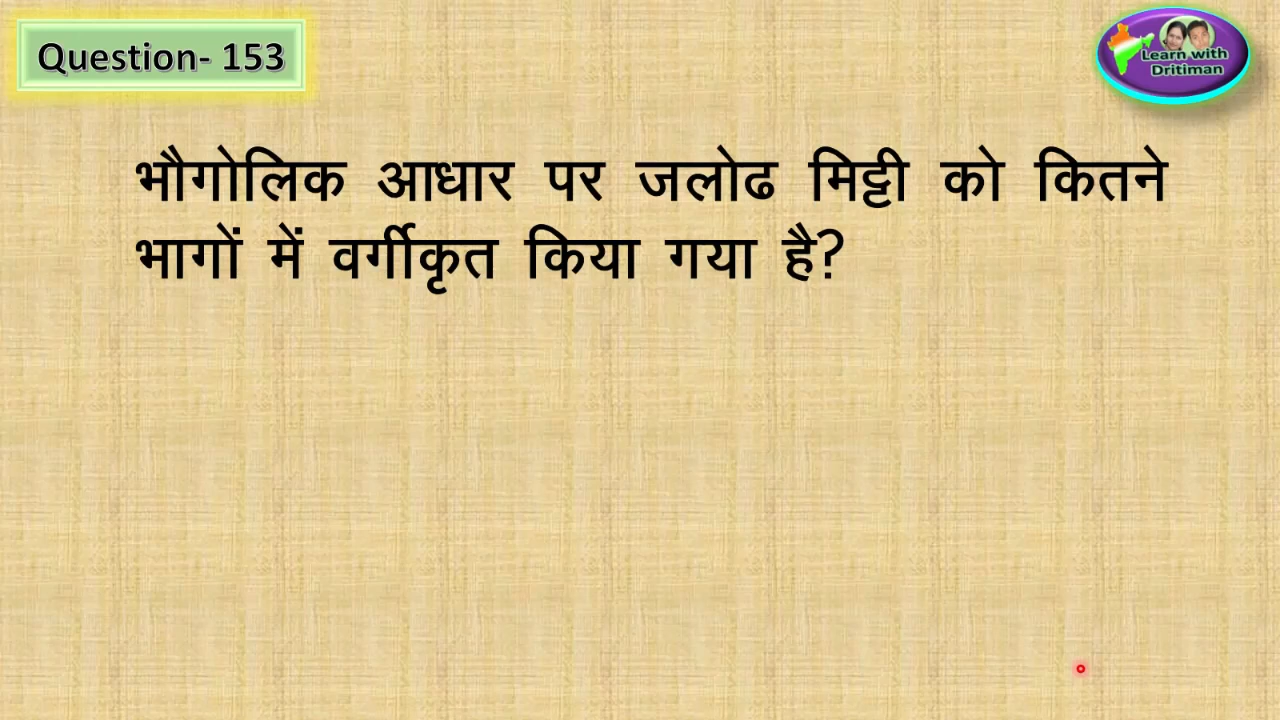 Question- 153
Learn with
Dritiman
भौगोलिक आधार पर जलोढ मिट्टी को कितने
भागों में वर्गीकृत किया गया है?